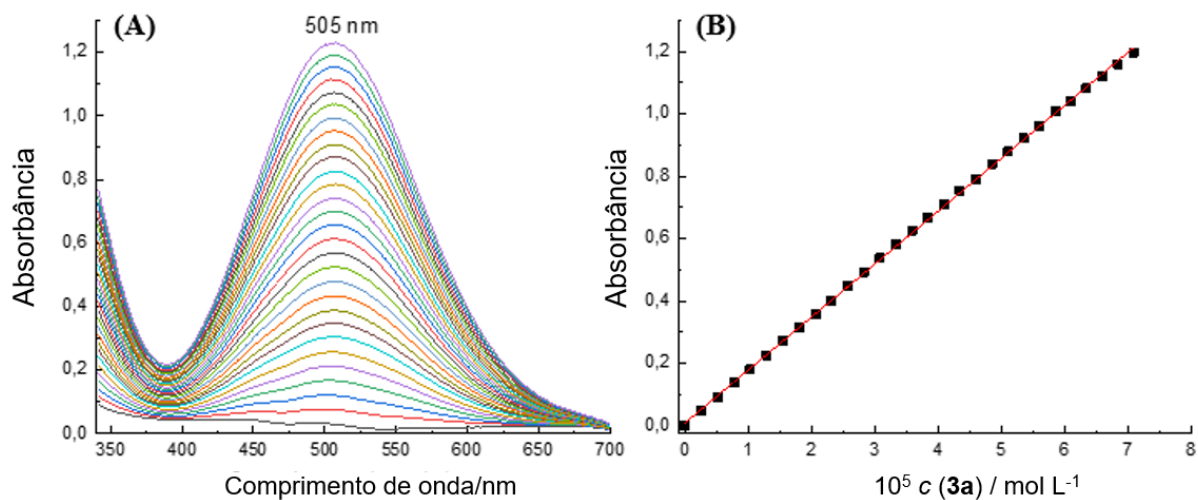 (A)
505 nm
1,2
1,0
0,8
0,6
0,4
0,2
0,0
Absorbância
350 400 450 500 550 600 650 700
Comprimento de onda/nm
(B)
1,2
1,0
0,8
0,6
0,4
0,2
0,0
Absorbância
0 1 2 3 4 5 6 7 8
10⁵ c (3a) / mol L⁻¹